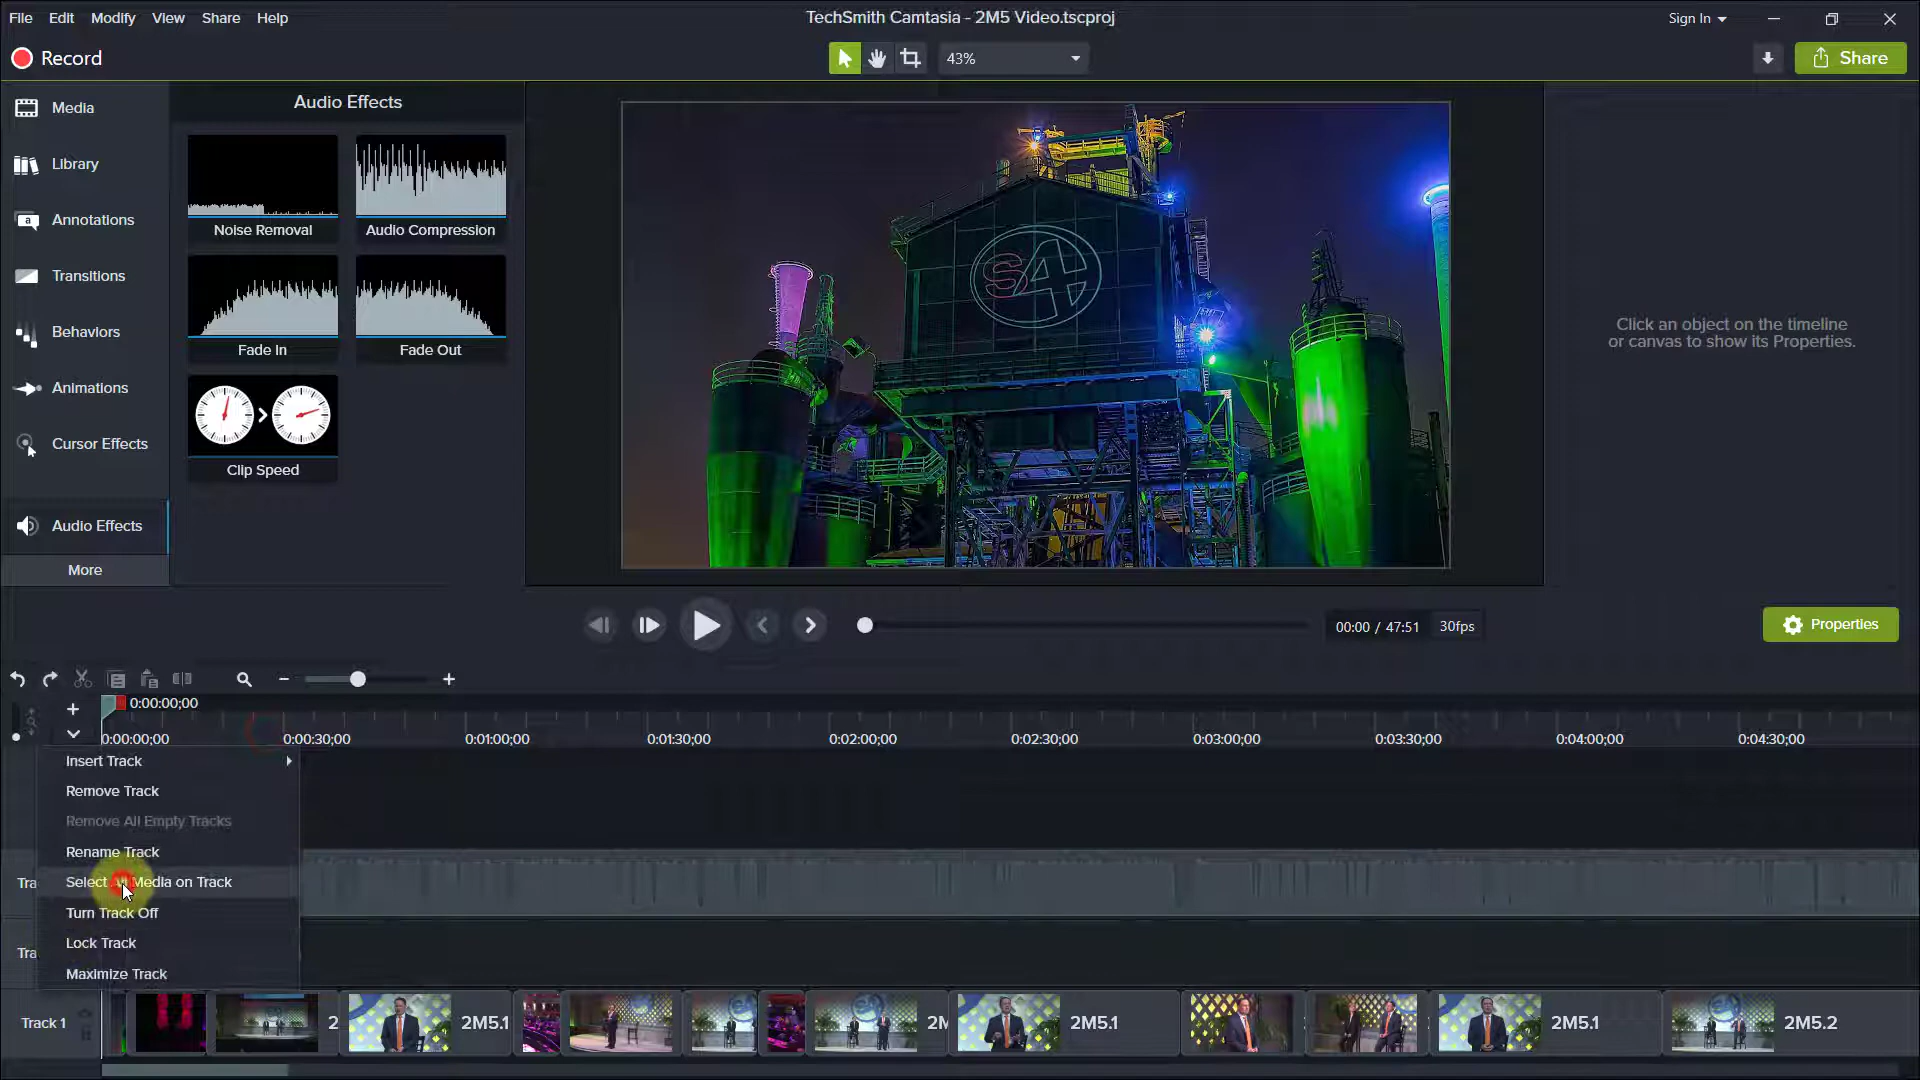 File Edit Modify View Share Help
TechSmith Camtasia - 2M5 Video.tscproj
Sign In
Record
43%
Share
Media
Library
Annotations
Transitions
Behaviors
Animations
Cursor Effects
Audio Effects
More
Audio Effects
Noise Removal
Audio Compression
Fade In
Fade Out
Clip Speed
S4
Click an object on the timeline
or canvas to show its Properties.
00:00 / 47:51 30fps
Properties
0:00:00;00
0:00:00;00 0:00:30;00 0:01:00;00 0:01:30;00 0:02:00;00 0:02:30;00 0:03:00;00 0:03:30;00 0:04:00;00 0:04:30;00
Insert Track
Remove Track
Remove All Empty Tracks
Rename Track
Select All Media on Track
Turn Track Off
Lock Track
Maximize Track
Tra
Tra
Track 1
2 2M5.1 2M 2M5.1 2M5.1 2M5.2